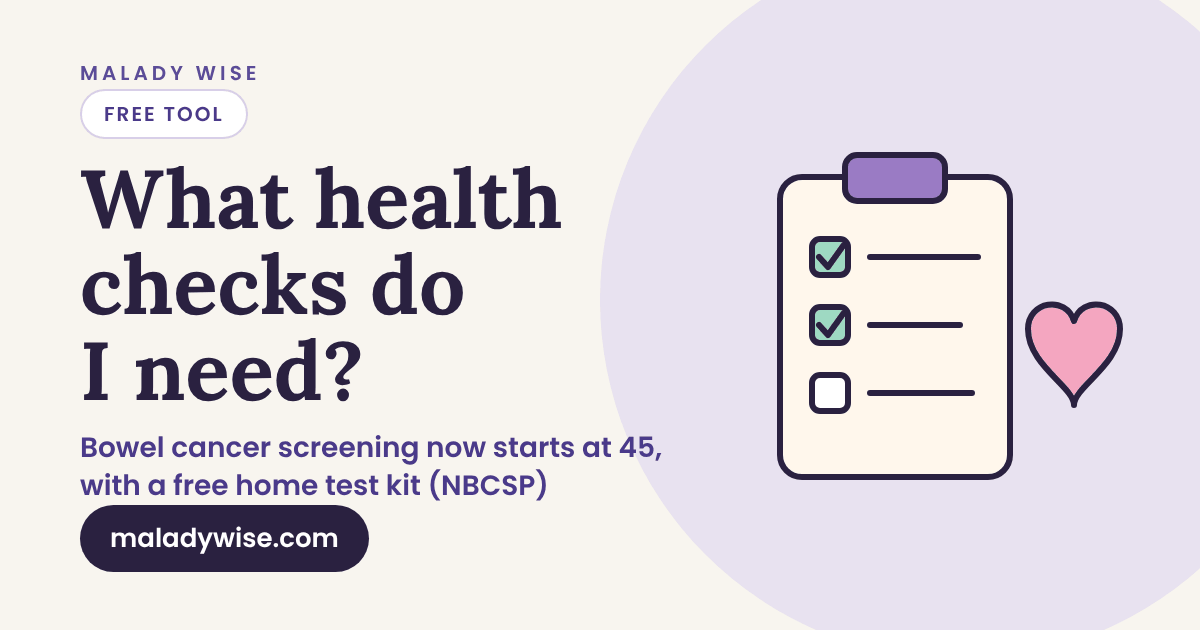 MALADY WISE
FREE TOOL
What health
checks do
I need?
Bowel cancer screening now starts at 45,
with a free home test kit (NBCSP)
maladywise.com